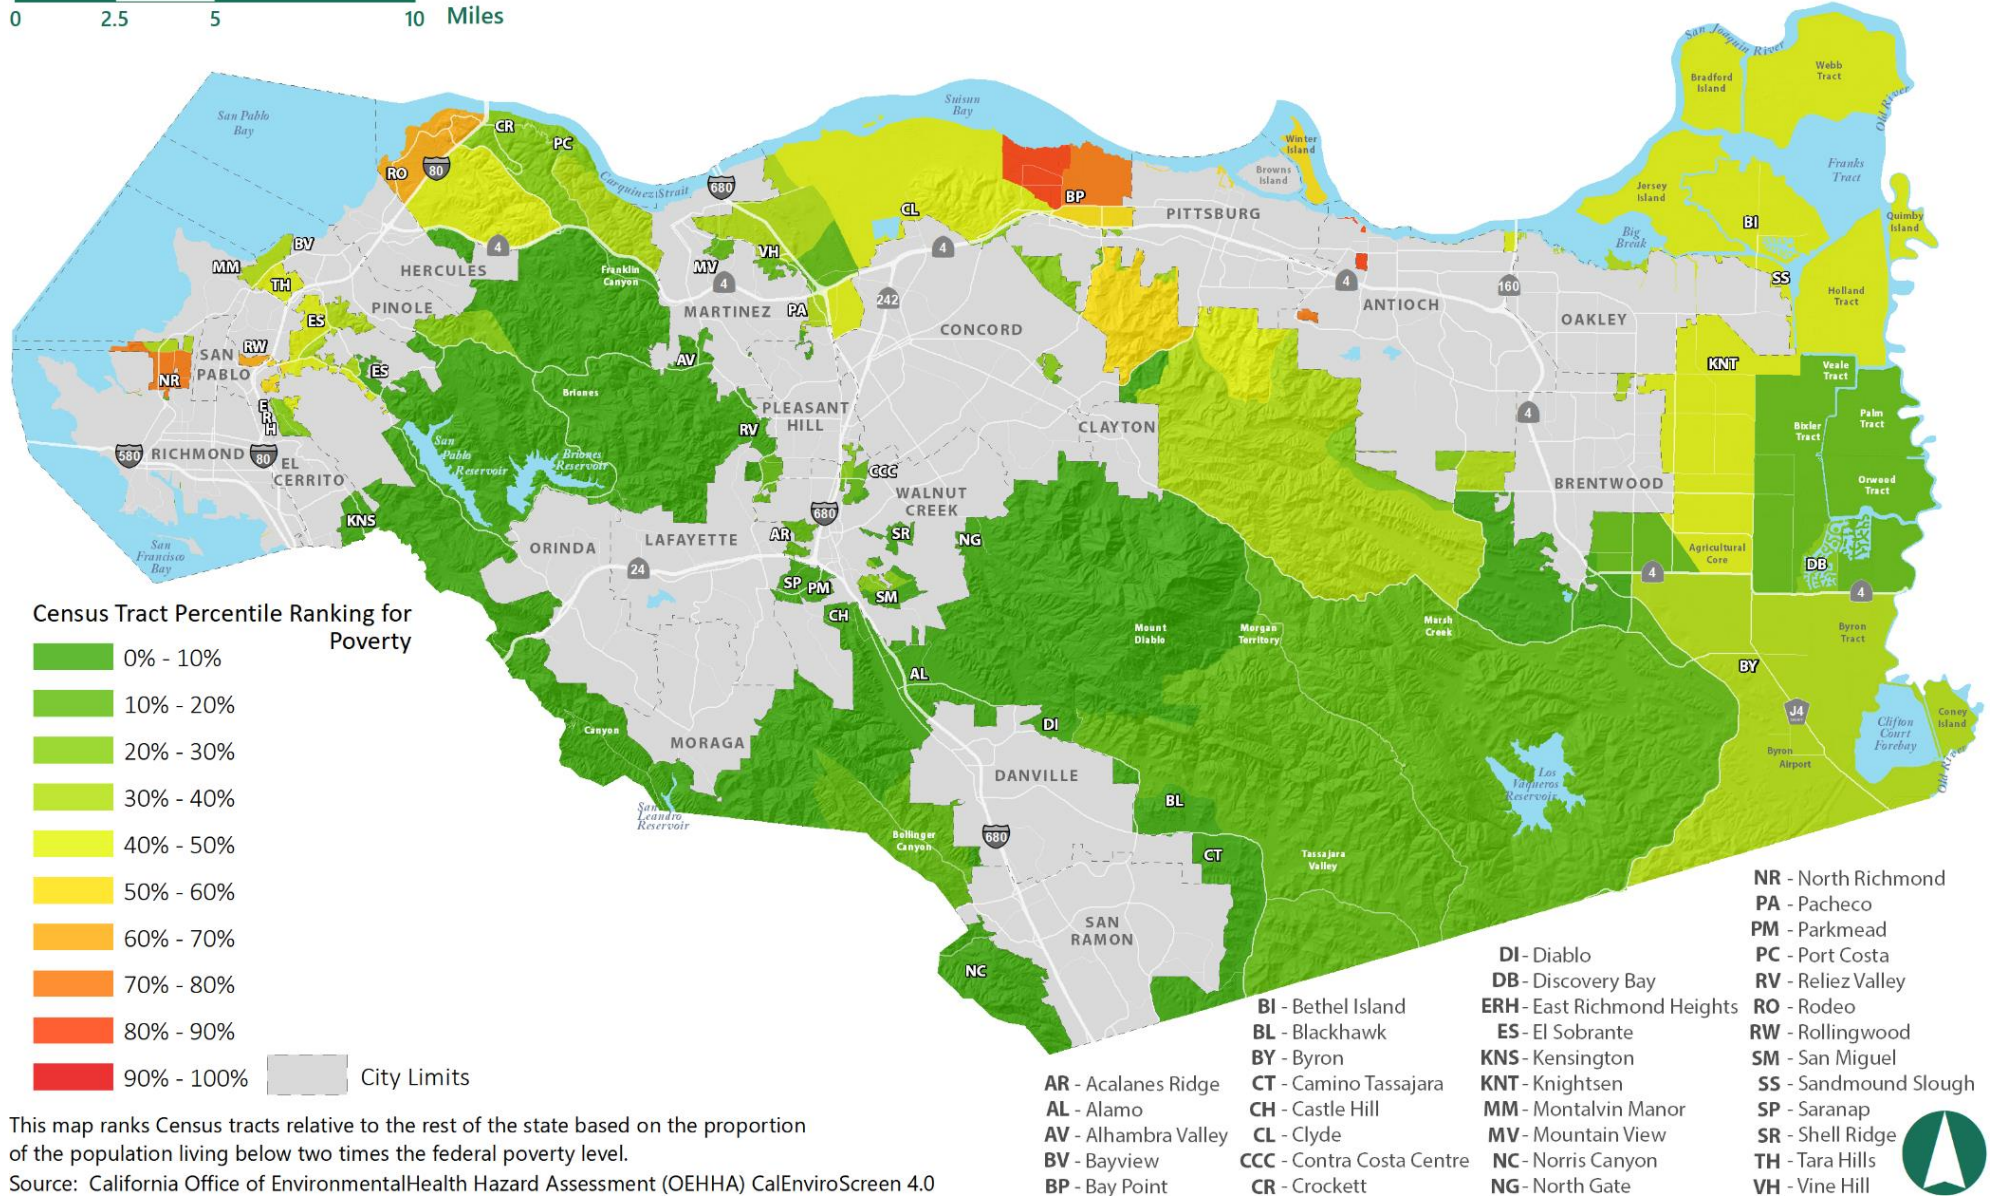 0 2.5 5 10 Miles
San Joaquin River
Bradford
Island
Webb
Tract
Old River
San Pablo
Bay
Suisun
Bay
Winter
Island
Browns
Island
Franks
Tract
CR
PC
RO
80
Carquinez Strait
680
BP
PITTSBURG
Jersey
Island
BI
Quimby
Island
Big
Break
CL
4
BV
MM
TH
HERCULES
4
Franklin
Canyon
MV
VH
4
MARTINEZ
PA
242
4
160
SS
Holland
Tract
PINOLE
ES
ANTIOCH
OAKLEY
CONCORD
RW
SAN
PABLO
NR
ES
AV
KNT
Veale
Tract
Briones
E
R
H
PLEASANT
HILL
RV
CLAYTON
4
Palm
Tract
Bixler
Tract
580
RICHMOND
80
EL
CERRITO
San
Pablo
Reservoir
Briones
Reservoir
CCC
WALNUT
CREEK
BRENTWOOD
Orwood
Tract
KNS
680
ORINDA
LAFAYETTE
AR
SR
NG
San
Francisco
Bay
24
Agricultural
Core
4
DB
4
SP
PM
SM
CH
Mount
Diablo
Morgan
Territory
Marsh
Creek
Byron
Tract
BY
AL
J4
Coney
Island
Clifton
Court
Forebay
Old River
DI
Canyon
MORAGA
DANVILLE
Byron
Airport
Los
Vaqueros
Reservoir
BL
San
Leandro
Reservoir
Bollinger
Canyon
680
CT
Tassajara
Valley
SAN
RAMON
NC
Census Tract Percentile Ranking for
Poverty
0% - 10%
10% - 20%
20% - 30%
30% - 40%
40% - 50%
50% - 60%
60% - 70%
70% - 80%
80% - 90%
90% - 100%
City Limits
This map ranks Census tracts relative to the rest of the state based on the proportion
of the population living below two times the federal poverty level.
Source: California Office of EnvironmentalHealth Hazard Assessment (OEHHA) CalEnviroScreen 4.0
AR - Acalanes Ridge
AL - Alamo
AV - Alhambra Valley
BV - Bayview
BP - Bay Point
BI - Bethel Island
BL - Blackhawk
BY - Byron
CT - Camino Tassajara
CH - Castle Hill
CL - Clyde
CCC - Contra Costa Centre
CR - Crockett
DI - Diablo
DB - Discovery Bay
ERH - East Richmond Heights
ES - El Sobrante
KNS - Kensington
KNT - Knightsen
MM - Montalvin Manor
MV - Mountain View
NC - Norris Canyon
NG - North Gate
NR - North Richmond
PA - Pacheco
PM - Parkmead
PC - Port Costa
RV - Reliez Valley
RO - Rodeo
RW - Rollingwood
SM - San Miguel
SS - Sandmound Slough
SP - Saranap
SR - Shell Ridge
TH - Tara Hills
VH - Vine Hill